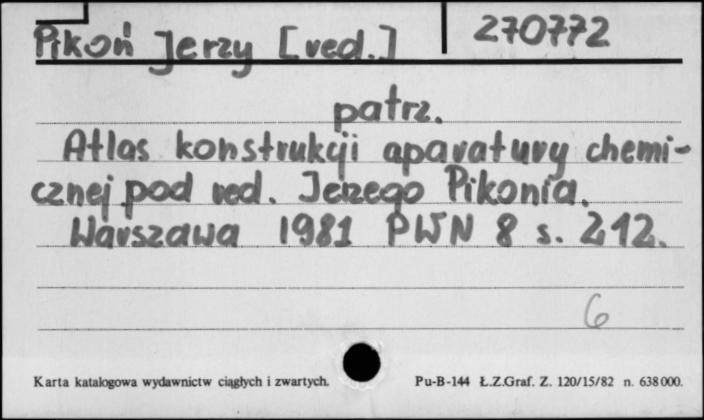 Pikoń Jerzy [red.] 270772
patrz.
Atlas konstrukcji aparatury chemi-
cznej pod red. Jerzego Pikonia.
Warszawa 1981 PWN 8 s. 212.
6
Karta katalogowa wydawnictw ciągłych i zwartych. Pu-B-144 Ł.Z.Graf. Z. 120/15/82 n. 638000.